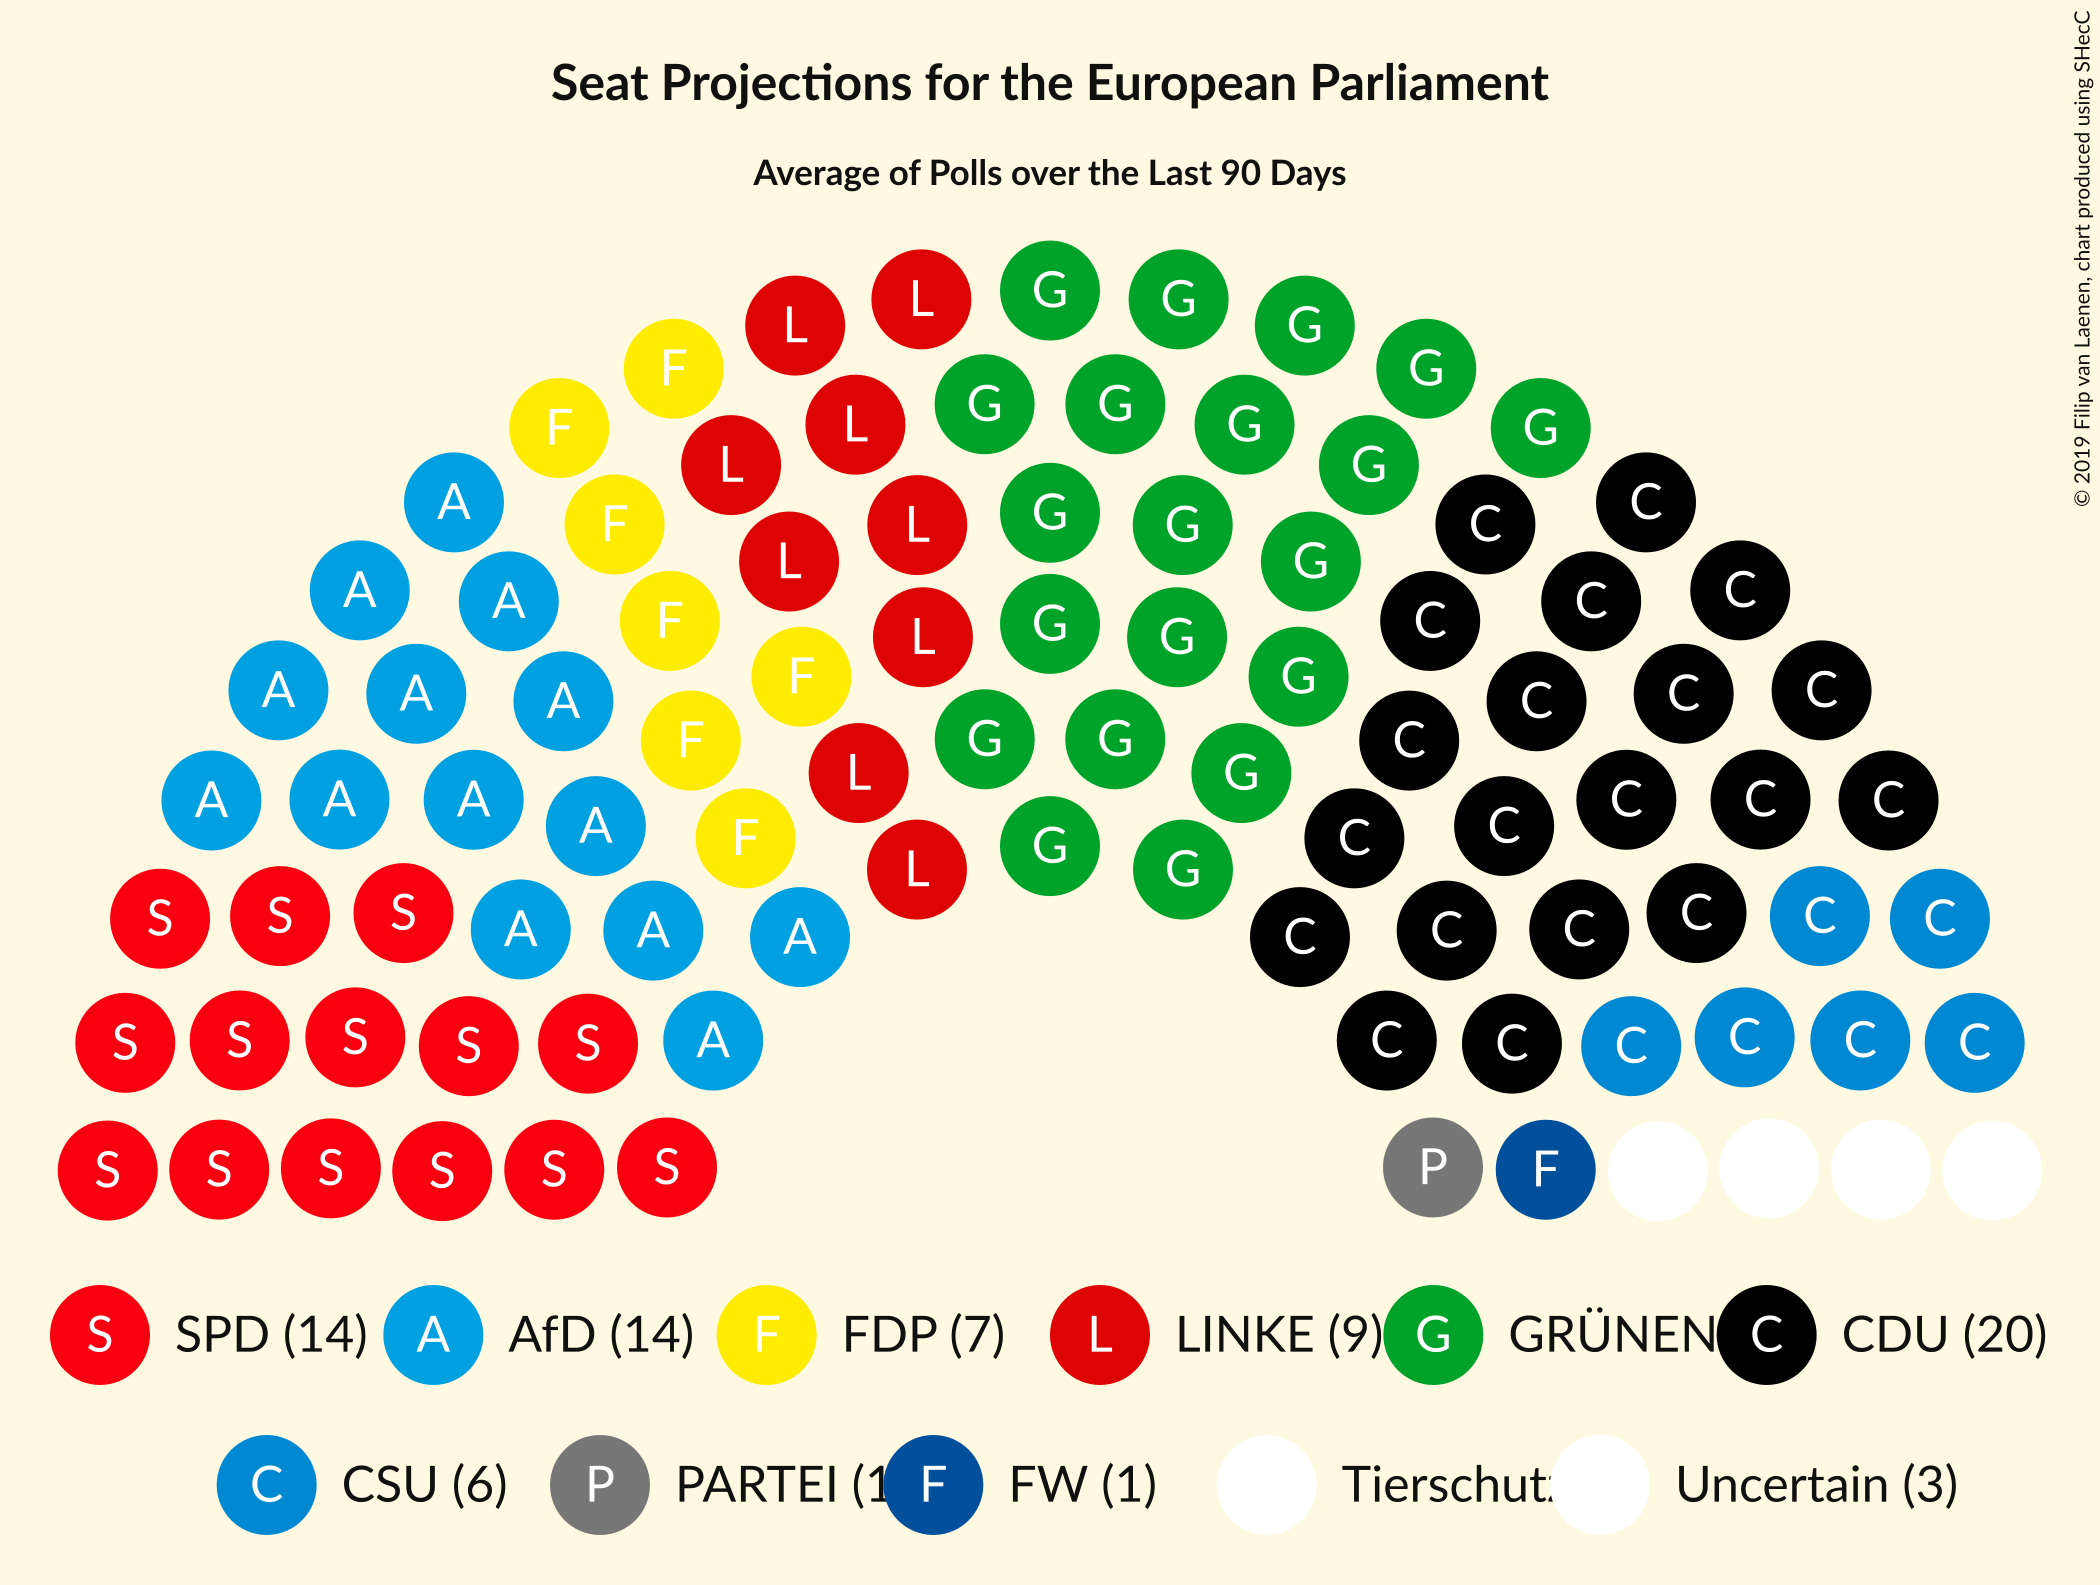 Seat Projections for the European Parliament
Average of Polls over the Last 90 Days
© 2019 Filip van Laenen, chart produced using SHecC
L L G G G
F G
F L G G G G
L G
A F L G G C C
A A L G C C
F L G G C
A A A F G C C C
F G G C
A A A L G C C C
A F G C C
L G
S S S A A A C C C C C C
S S S S S A C C C C C C
S S S S S S P F
S SPD (14) A AfD (14) F FDP (7) L LINKE (9) G GRÜNEN C CDU (20)
C CSU (6) P PARTEI (1 F FW (1) Tierschutz Uncertain (3)